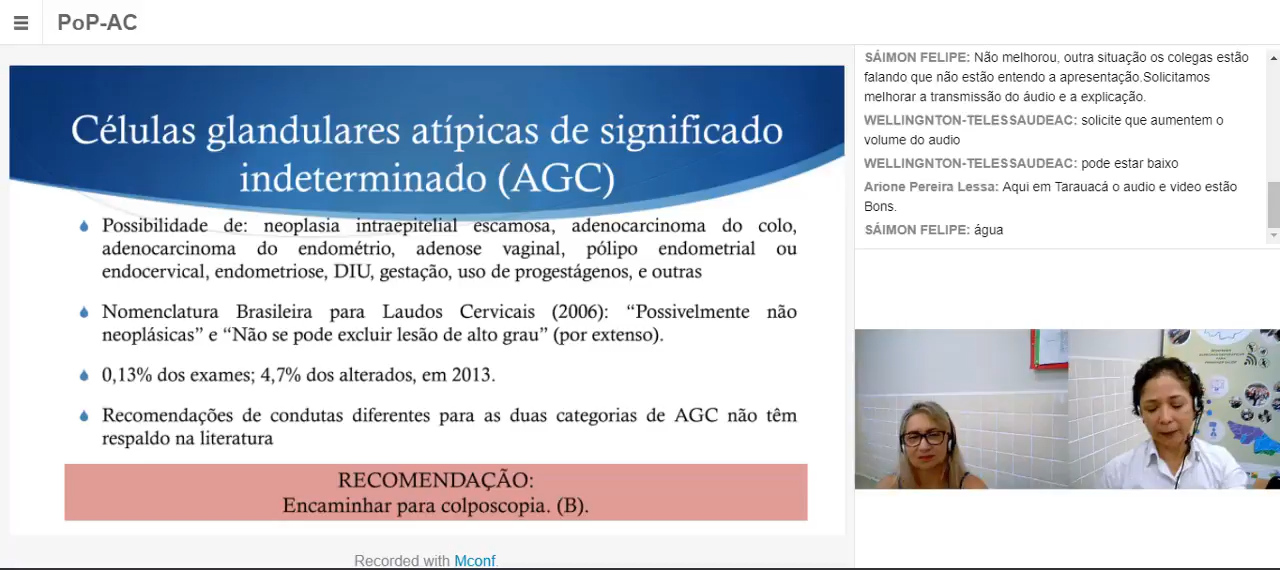 PoP-AC
Células glandulares atípicas de significado
indeterminado (AGC)
Possibilidade de: neoplasia intraepitelial escamosa, adenocarcinoma do colo,
adenocarcinoma do endométrio, adenose vaginal, pólipo endometrial ou
endocervical, endometriose, DIU, gestação, uso de progestágenos, e outras
Nomenclatura Brasileira para Laudos Cervicais (2006): “Possivelmente não
neoplásicas” e “Não se pode excluir lesão de alto grau” (por extenso).
0,13% dos exames; 4,7% dos alterados, em 2013.
Recomendações de condutas diferentes para as duas categorias de AGC não têm
respaldo na literatura
RECOMENDAÇÃO:
Encaminhar para colposcopia. (B).
Recorded with Mconf.
SÁIMON FELIPE: Não melhorou, outra situação os colegas estão
falando que não estão entendo a apresentação.Solicitamos
melhorar a transmissão do áudio e a explicação.
WELLINGNTON-TELESSAUDEAC: solicite que aumentem o
volume do audio
WELLINGNTON-TELESSAUDEAC: pode estar baixo
Arione Pereira Lessa: Aqui em Tarauacá o audio e video estão
Bons.
SÁIMON FELIPE: água